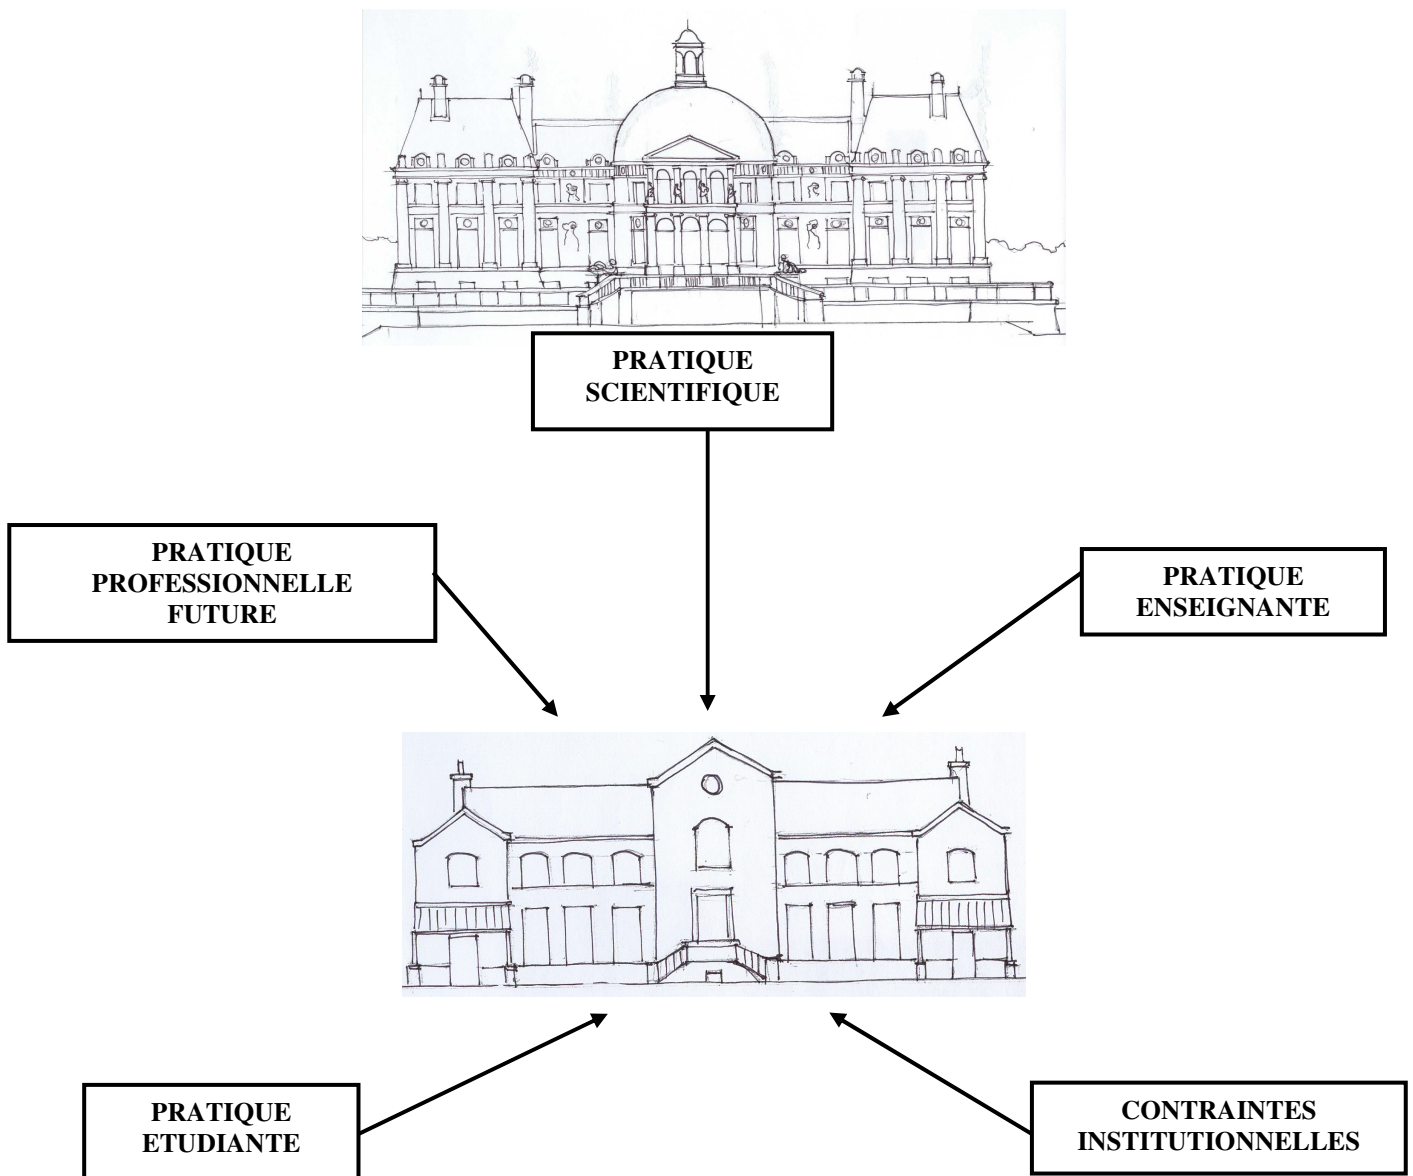 PRATIQUE
SCIENTIFIQUE
PRATIQUE
PROFESSIONNELLE
FUTURE
PRATIQUE
ENSEIGNANTE
PRATIQUE
ETUDIANTE
CONTRAINTES
INSTITUTIONNELLES